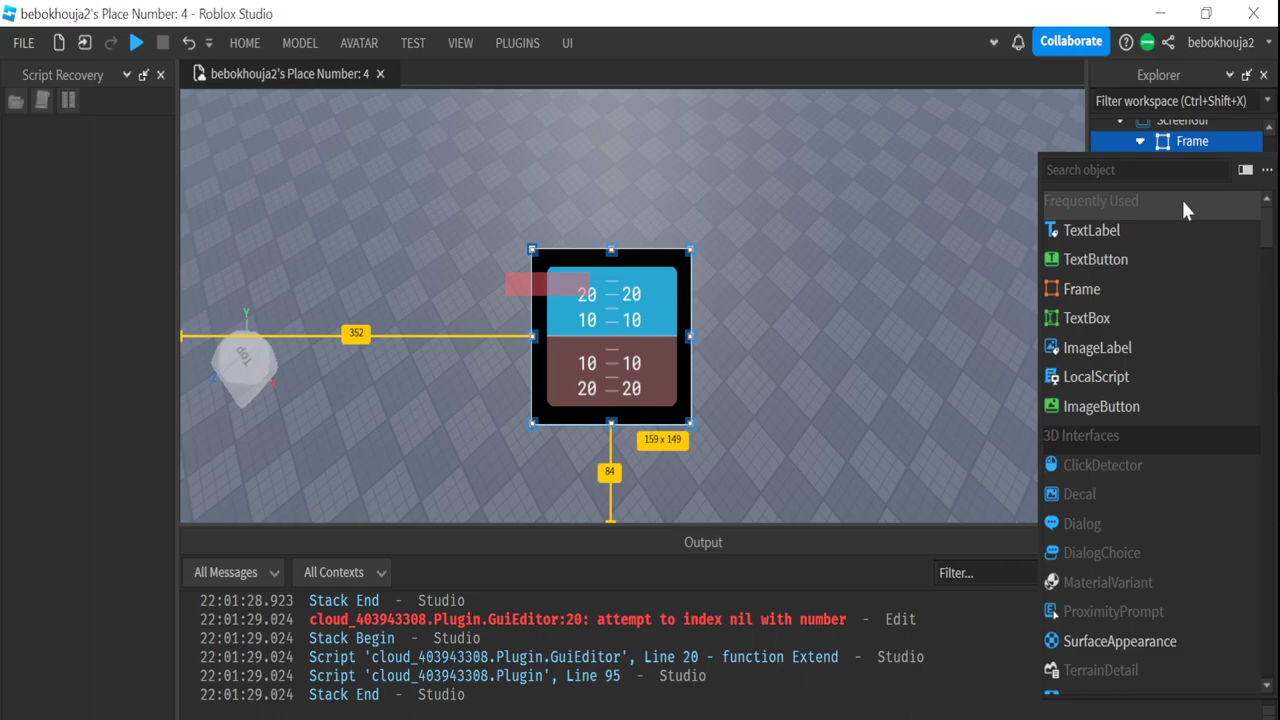 bebokhouja2's Place Number: 4 - Roblox Studio
FILE HOME MODEL AVATAR TEST VIEW PLUGINS UI Collaborate bebokhouja2
Script Recovery
bebokhouja2's Place Number: 4
Explorer
Filter workspace (Ctrl+Shift+X)
ScreenGui
Frame
Search object
Frequently Used
TextLabel
TextButton
Frame
TextBox
ImageLabel
LocalScript
ImageButton
3D Interfaces
ClickDetector
Decal
Dialog
DialogChoice
MaterialVariant
ProximityPrompt
SurfaceAppearance
TerrainDetail
20 20
10 10
10 10
20 20
352
159 x 149
84
Y
Top
Z
X
Output
All Messages All Contexts Filter...
22:01:28.923 Stack End - Studio
22:01:29.024 cloud_403943308.Plugin.GuiEditor:20: attempt to index nil with number - Edit
22:01:29.024 Stack Begin - Studio
22:01:29.024 Script 'cloud_403943308.Plugin.GuiEditor', Line 20 - function Extend - Studio
22:01:29.024 Script 'cloud_403943308.Plugin', Line 95 - Studio
22:01:29.024 Stack End - Studio